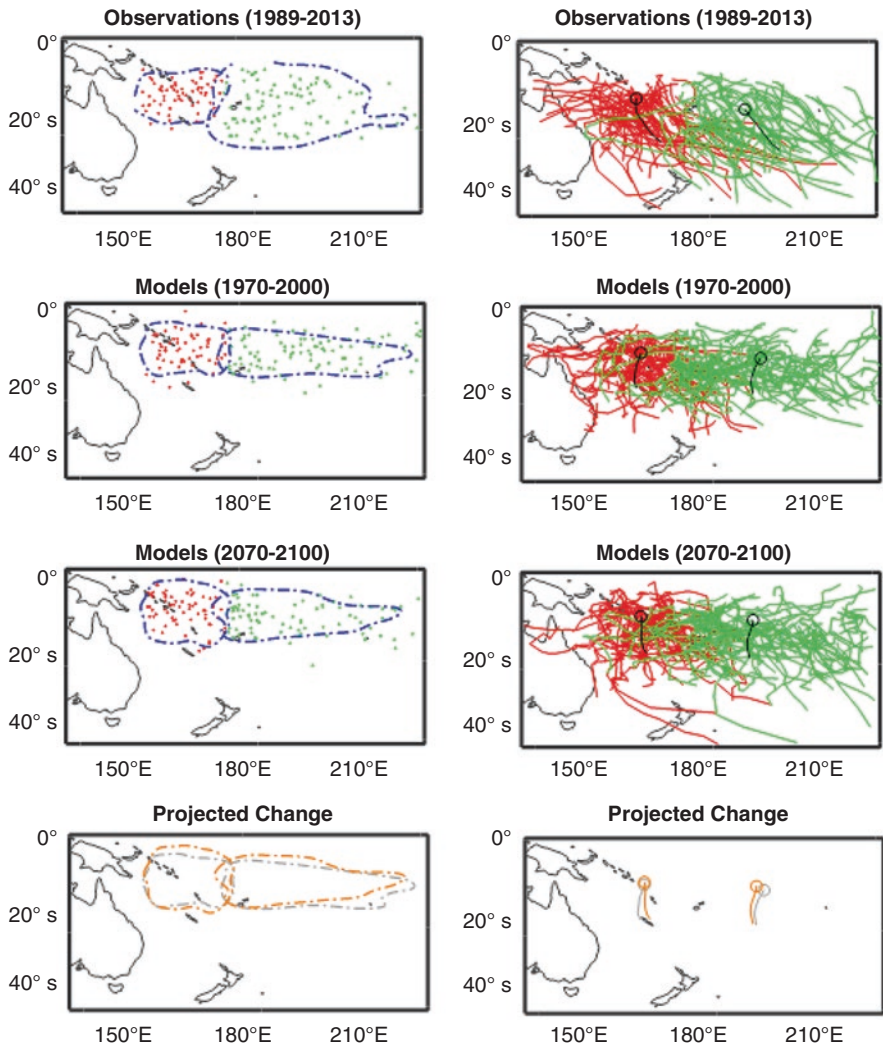 Observations (1989-2013)
0°
20° s
40° s
150°E 180°E 210°E
Observations (1989-2013)
0°
20° s
40° s
150°E 180°E 210°E
Models (1970-2000)
0°
20° s
40° s
150°E 180°E 210°E
Models (1970-2000)
0°
20° s
40° s
150°E 180°E 210°E
Models (2070-2100)
0°
20° s
40° s
150°E 180°E 210°E
Models (2070-2100)
0°
20° s
40° s
150°E 180°E 210°E
Projected Change
0°
20° s
40° s
150°E 180°E 210°E
Projected Change
0°
20° s
40° s
150°E 180°E 210°E